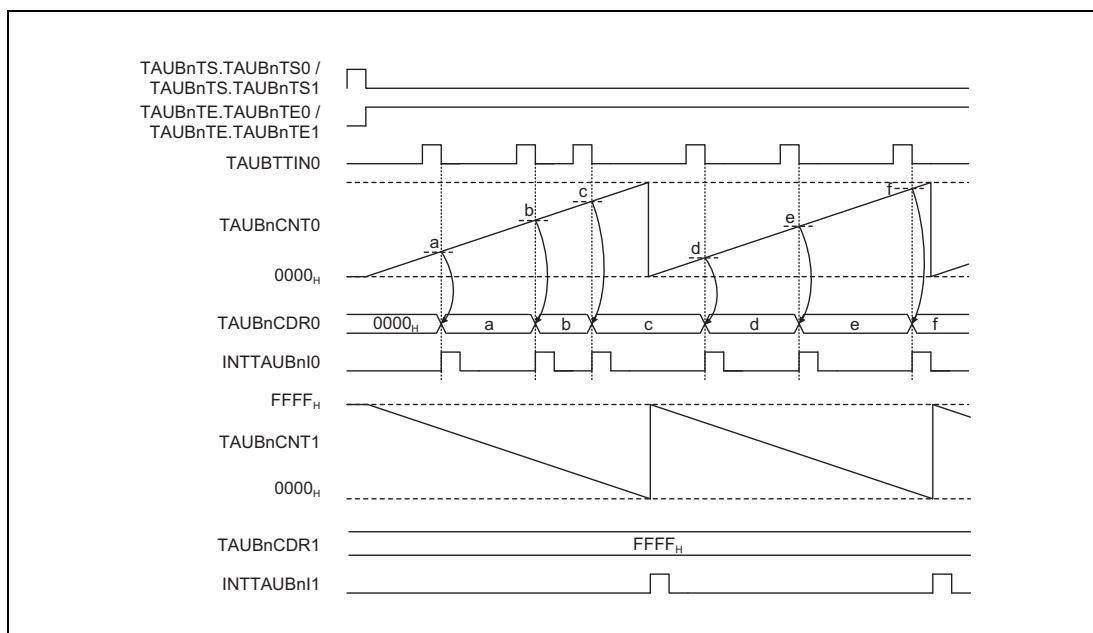 TAUBnTS.TAUBnTS0 /
TAUBnTS.TAUBnTS1
TAUBnTE.TAUBnTE0 /
TAUBnTE.TAUBnTE1
TAUBTTIN0
TAUBnCNT0
a
b
c
d
e
f
0000H
TAUBnCDR0
0000H
a
b
c
d
e
f
INTTAUBnI0
FFFFH
TAUBnCNT1
0000H
TAUBnCDR1
FFFFH
INTTAUBnI1